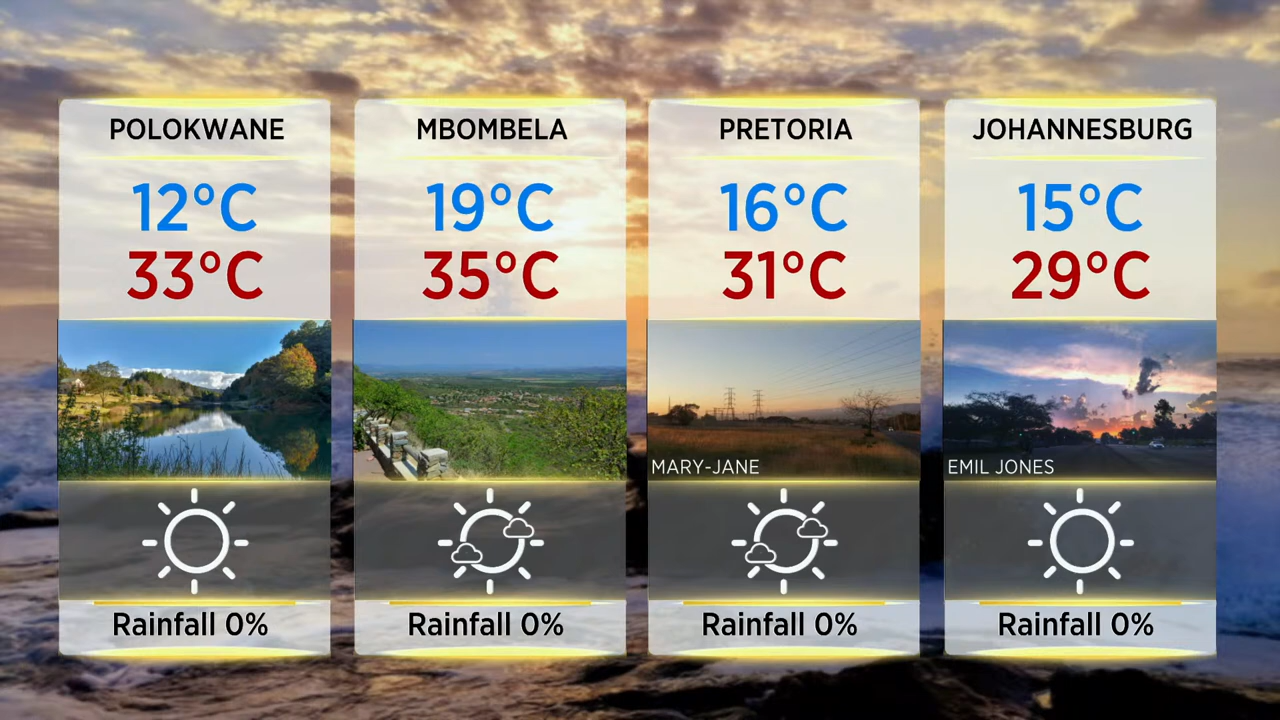 POLOKWANE
12°C
33°C
Rainfall 0%
MBOMBELA
19°C
35°C
Rainfall 0%
PRETORIA
16°C
31°C
MARY-JANE
Rainfall 0%
JOHANNESBURG
15°C
29°C
EMIL JONES
Rainfall 0%